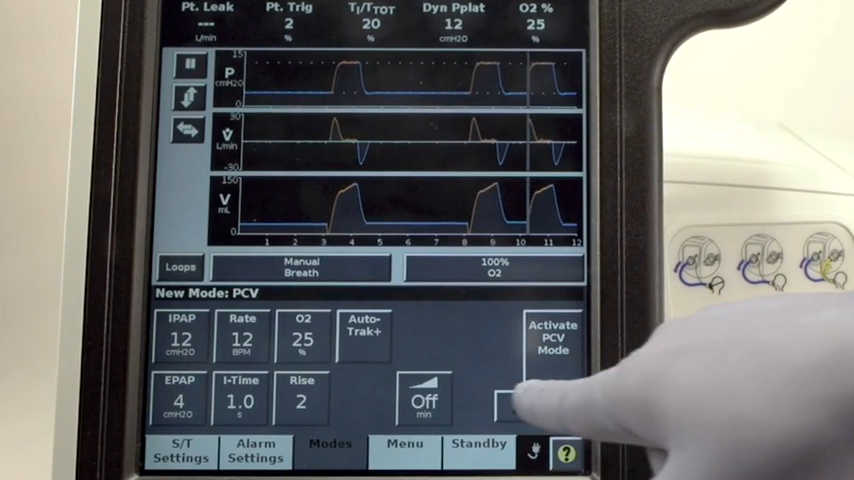 Pt. Leak Pt. Trig TI/TTOT Dyn Pplat O2 %
--- 2 20 12 25
L/min % % cmH2O %
15
P
cmH2O
0
30
V̇
L/min
-30
150
V
mL
0
1 2 3 4 5 6 7 8 9 10 11 12
Loops
Manual
Breath
100%
O2
New Mode: PCV
IPAP
12
cmH2O
Rate
12
BPM
O2
25
%
Auto-
Trak+
Activate
PCV
Mode
EPAP
4
cmH2O
I-Time
1.0
s
Rise
2
Off
min
S/T
Settings
Alarm
Settings
Modes
Menu
Standby
?